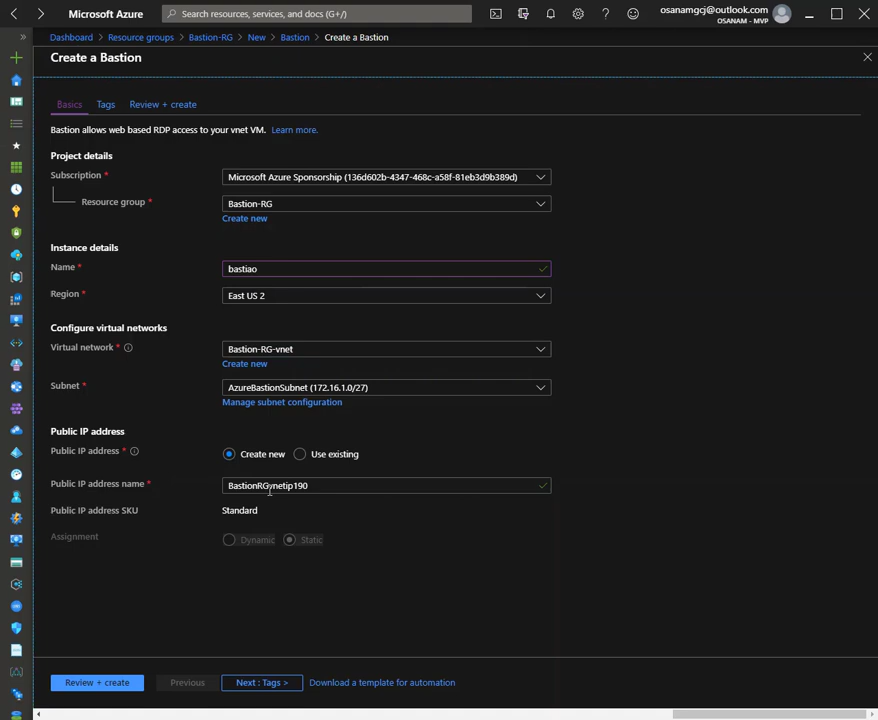 Microsoft Azure
Search resources, services, and docs (G+/)
osanamgcj@outlook.com
OSANAM - MVP
Dashboard > Resource groups > Bastion-RG > New > Bastion > Create a Bastion
Create a Bastion
Basics Tags Review + create
Bastion allows web based RDP access to your vnet VM. Learn more.
Project details
Subscription * Microsoft Azure Sponsorship (136d602b-4347-468c-a58f-81eb3d9b389d)
Resource group * Bastion-RG
Create new
Instance details
Name * bastiao
Region * East US 2
Configure virtual networks
Virtual network * Bastion-RG-vnet
Create new
Subnet * AzureBastionSubnet (172.16.1.0/27)
Manage subnet configuration
Public IP address
Public IP address * Create new Use existing
Public IP address name * BastionRGvnetip190
Public IP address SKU Standard
Assignment Dynamic Static
Review + create Previous Next : Tags > Download a template for automation